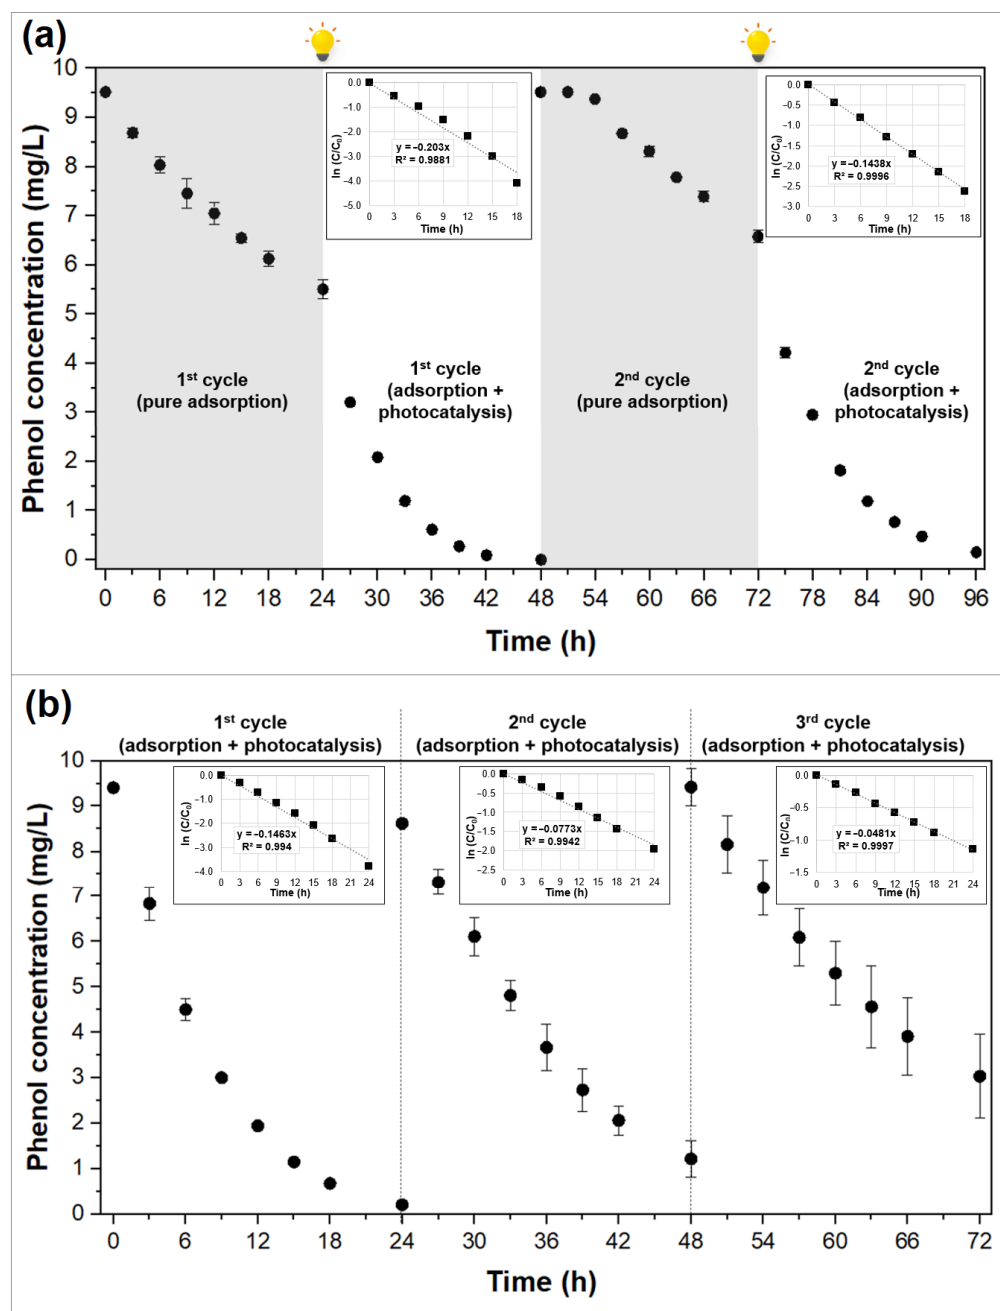 (a)
Phenol concentration (mg/L)
10
9
8
7
6
5
4
3
2
1
0
0 6 12 18 24 30 36 42 48 54 60 66 72 78 84 90 96
Time (h)
1st cycle
(pure adsorption)
1st cycle
(adsorption +
photocatalysis)
2nd cycle
(pure adsorption)
2nd cycle
(adsorption +
photocatalysis)
ln (C/C0)
0.0
−1.0
−2.0
−3.0
−4.0
−5.0
y = −0.203x
R² = 0.9881
0 3 6 9 12 15 18
Time (h)
ln (C/C0)
0.0
−0.5
−1.0
−1.5
−2.0
−2.5
−3.0
y = −0.1438x
R² = 0.9996
0 3 6 9 12 15 18
Time (h)
(b)
1st cycle
(adsorption + photocatalysis)
2nd cycle
(adsorption + photocatalysis)
3rd cycle
(adsorption + photocatalysis)
Phenol concentration (mg/L)
10
9
8
7
6
5
4
3
2
1
0
0 6 12 18 24 30 36 42 48 54 60 66 72
Time (h)
ln (C/C0)
0.0
−1.0
−2.0
−3.0
−4.0
y = −0.1463x
R² = 0.994
0 3 6 9 12 15 18 21 24
Time (h)
ln (C/C0)
0.0
−0.5
−1.0
−1.5
−2.0
−2.5
y = −0.0773x
R² = 0.9942
0 3 6 9 12 15 18 21 24
Time (h)
ln (C/C0)
0.0
−0.5
−1.0
−1.5
y = −0.0481x
R² = 0.9997
0 3 6 9 12 15 18 21 24
Time (h)